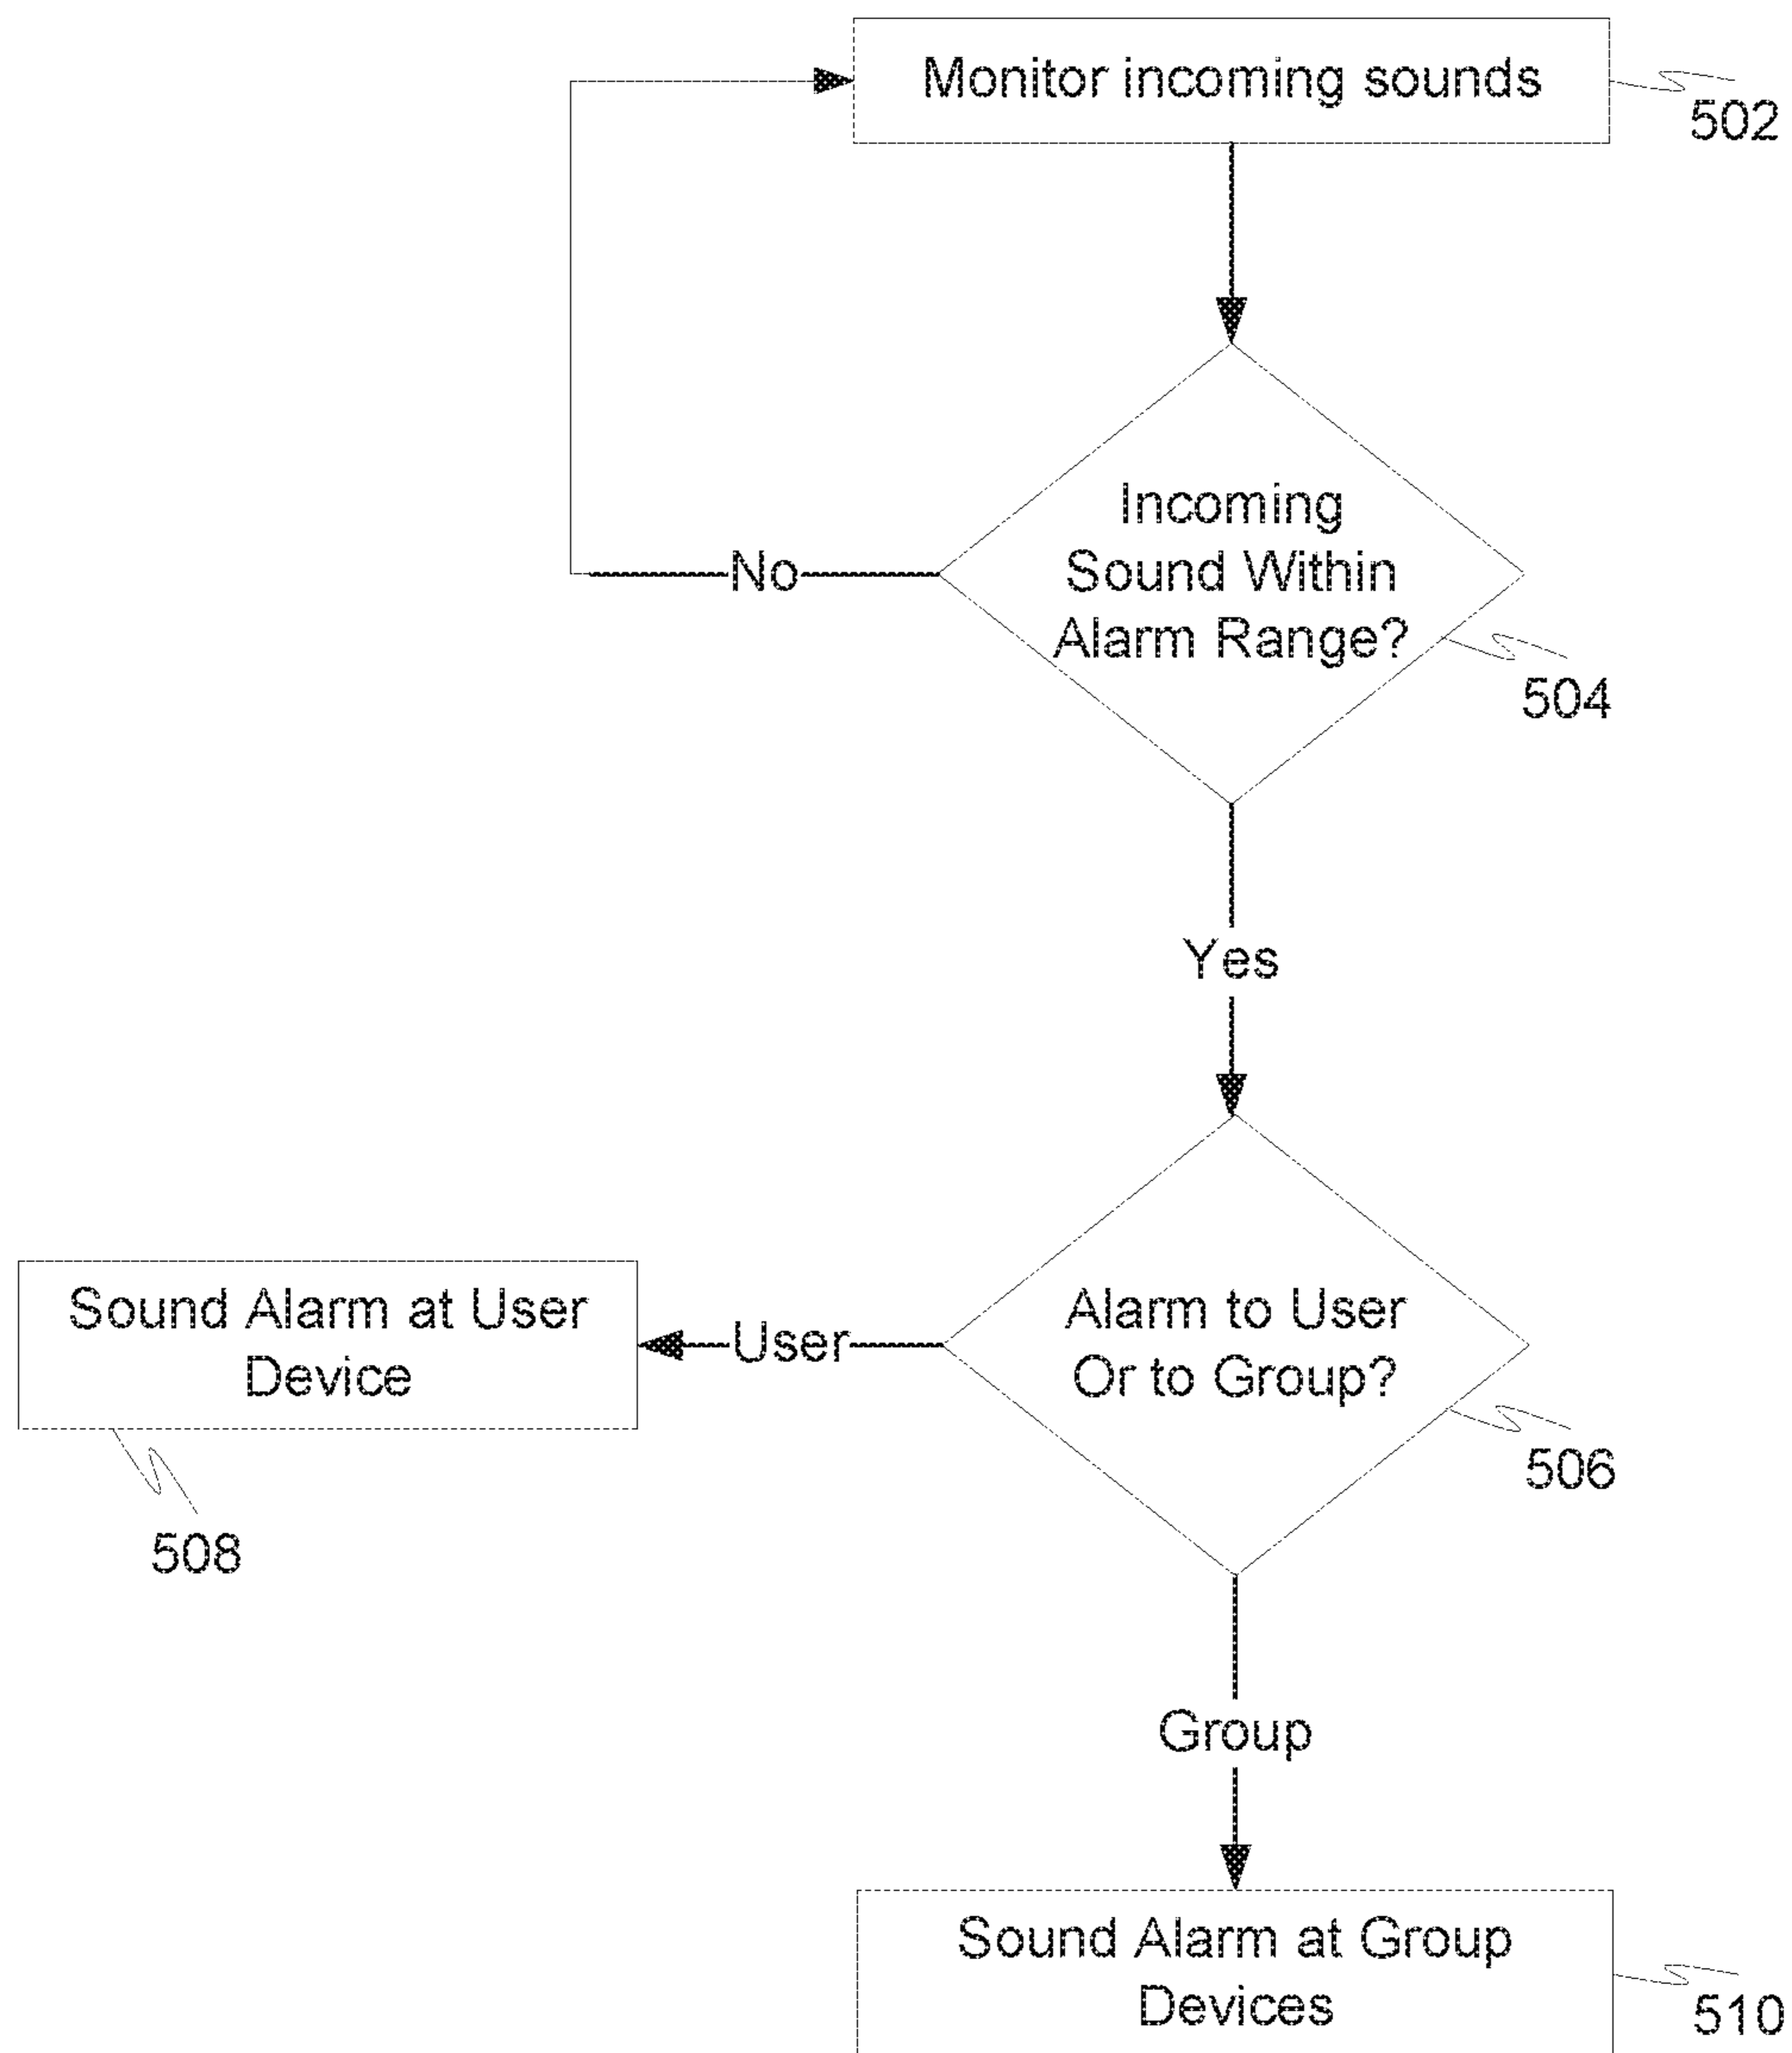 Monitor incoming sounds
502
Incoming
Sound Within
Alarm Range?
No
504
Yes
Alarm to User
Or to Group?
User
Sound Alarm at User
Device
506
508
Group
Sound Alarm at Group
Devices
510